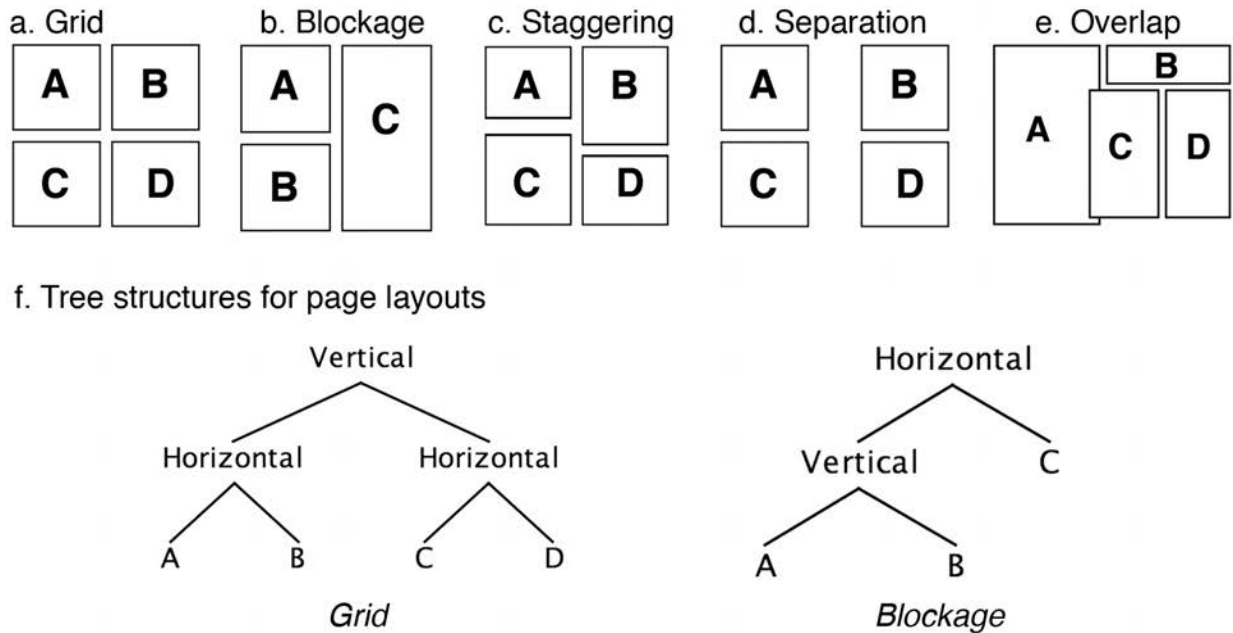 a. Grid b. Blockage c. Staggering d. Separation e. Overlap
A B A C A B A B A B
C D B C D C D C D
f. Tree structures for page layouts
Vertical Horizontal
Horizontal Horizontal Vertical C
A B C D A B
Grid Blockage